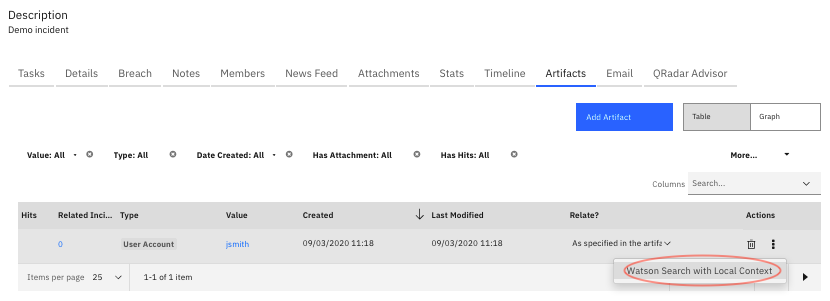 Description
Demo incident
Tasks Details Breach Notes Members News Feed Attachments Stats Timeline Artifacts Email QRadar Advisor
Add Artifact Table Graph
Value: All Type: All Date Created: All Has Attachment: All Has Hits: All More...
Columns Search...
Hits Related Inci... Type Value Created Last Modified Relate? Actions
0 User Account jsmith 09/03/2020 11:18 09/03/2020 11:18 As specified in the artifa
Watson Search with Local Context
Items per page 25 1-1 of 1 item